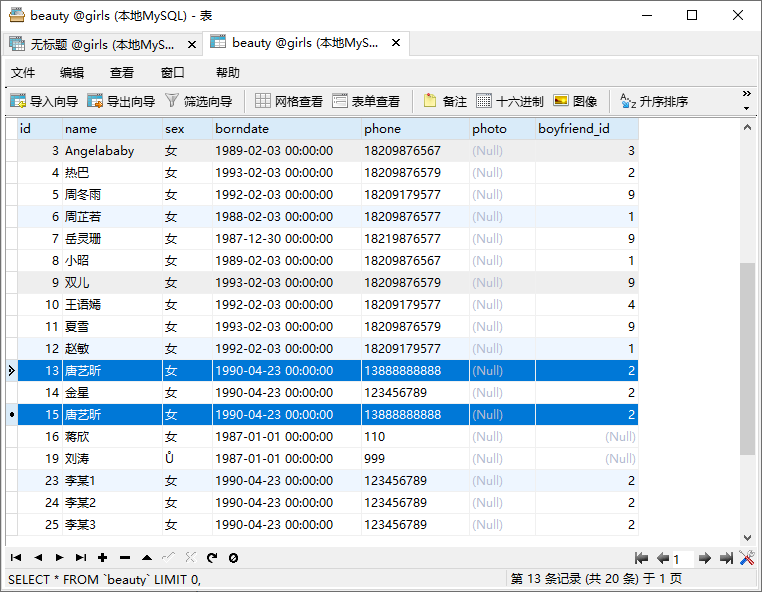 beauty @girls (本地MySQL) - 表
无标题 @girls (本地MyS... beauty @girls (本地MyS...
文件 编辑 查看 窗口 帮助
导入向导 导出向导 筛选向导 网格查看 表单查看 备注 十六进制 图像 升序排序
id name sex borndate phone photo boyfriend_id
3 Angelababy 女 1989-02-03 00:00:00 18209876567 (Null) 3
4 热巴 女 1993-02-03 00:00:00 18209876579 (Null) 2
5 周冬雨 女 1992-02-03 00:00:00 18209179577 (Null) 9
6 周芷若 女 1988-02-03 00:00:00 18209876577 (Null) 1
7 岳灵珊 女 1987-12-30 00:00:00 18219876577 (Null) 9
8 小昭 女 1989-02-03 00:00:00 18209876567 (Null) 1
9 双儿 女 1993-02-03 00:00:00 18209876579 (Null) 9
10 王语嫣 女 1992-02-03 00:00:00 18209179577 (Null) 4
11 夏雪 女 1993-02-03 00:00:00 18209876579 (Null) 9
12 赵敏 女 1992-02-03 00:00:00 18209179577 (Null) 1
13 唐艺昕 女 1990-04-23 00:00:00 13888888888 (Null) 2
14 金星 女 1990-04-23 00:00:00 123456789 (Null) 2
15 唐艺昕 女 1990-04-23 00:00:00 13888888888 (Null) 2
16 蒋欣 女 1987-01-01 00:00:00 110 (Null) (Null)
19 刘涛 Ů 1987-01-01 00:00:00 999 (Null) (Null)
23 李某1 女 1990-04-23 00:00:00 123456789 (Null) 2
24 李某2 女 1990-04-23 00:00:00 123456789 (Null) 2
25 李某3 女 1990-04-23 00:00:00 123456789 (Null) 2
1
SELECT * FROM `beauty` LIMIT 0, 第 13 条记录 (共 20 条) 于 1 页